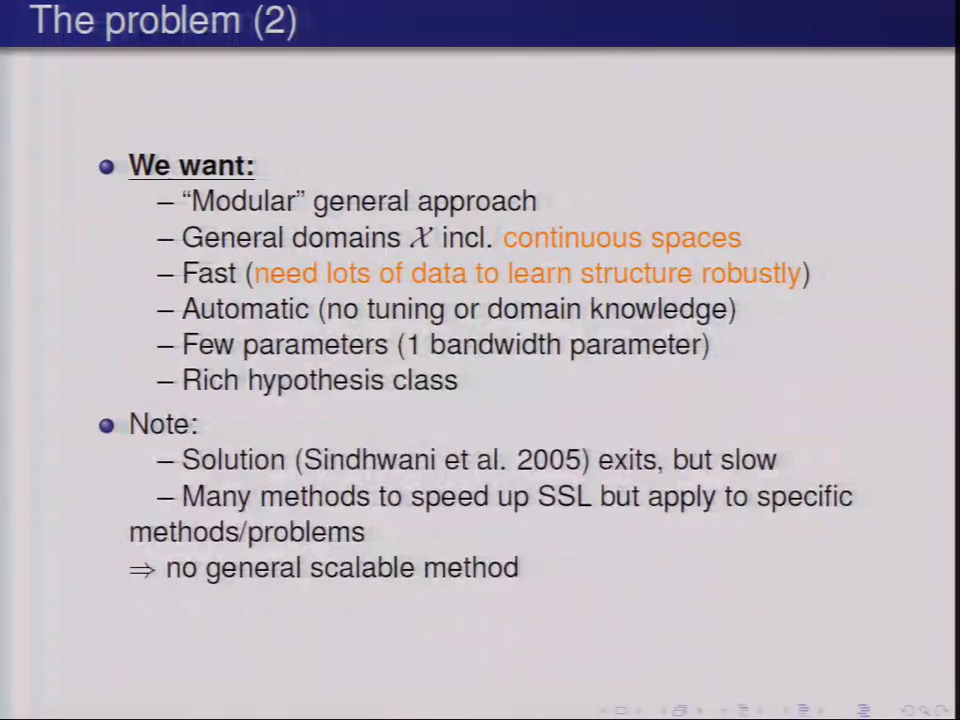 The problem (2)
We want:
– “Modular” general approach
– General domains 𝒳 incl. continuous spaces
– Fast (need lots of data to learn structure robustly)
– Automatic (no tuning or domain knowledge)
– Few parameters (1 bandwidth parameter)
– Rich hypothesis class
Note:
– Solution (Sindhwani et al. 2005) exits, but slow
– Many methods to speed up SSL but apply to specific
methods/problems
⇒ no general scalable method